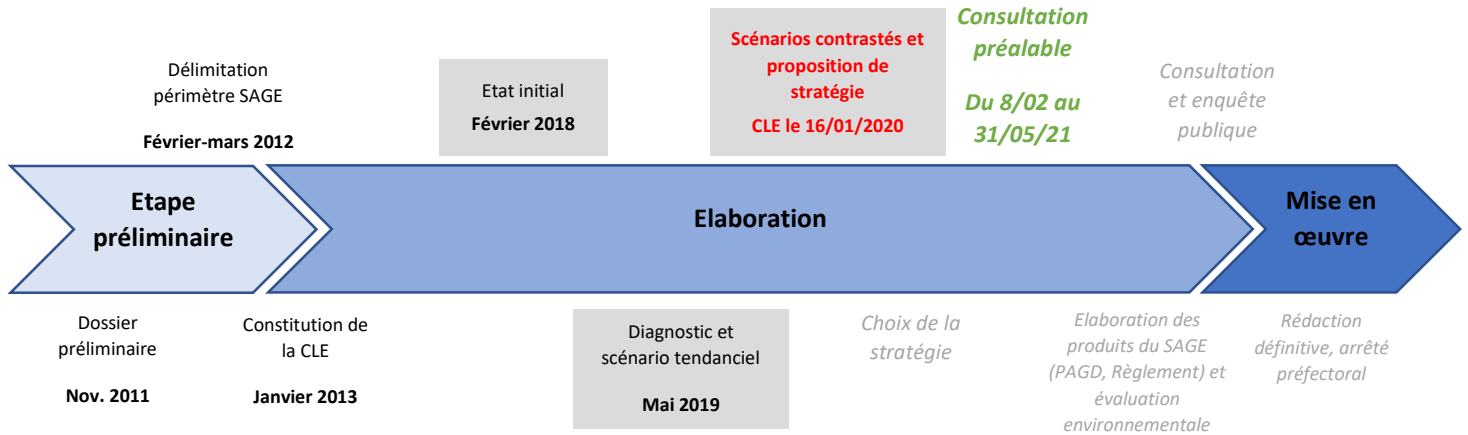 Délimitation
périmètre SAGE
Février-mars 2012
Etat initial
Février 2018
Scénarios contrastés et
proposition de
stratégie
CLE le 16/01/2020
Consultation
préalable
Du 8/02 au
31/05/21
Consultation
et enquête
publique
Etape
préliminaire
Elaboration
Mise en
œuvre
Dossier
préliminaire
Nov. 2011
Constitution de
la CLE
Janvier 2013
Diagnostic et
scénario tendanciel
Mai 2019
Choix de la
stratégie
Elaboration des
produits du SAGE
(PAGD, Règlement) et
évaluation
environnementale
Rédaction
définitive, arrêté
préfectoral